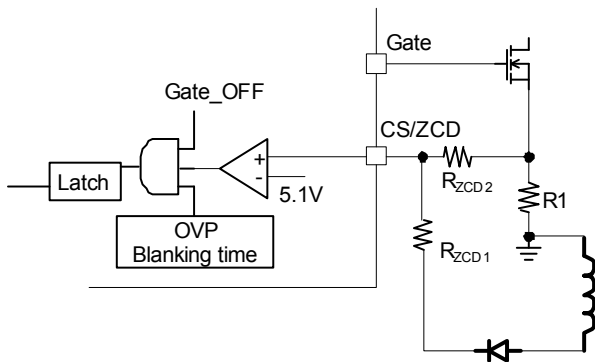 Gate
Gate_OFF
CS/ZCD
+
-
5.1V
Latch
OVP
Blanking time
RZCD2
R1
RZCD1